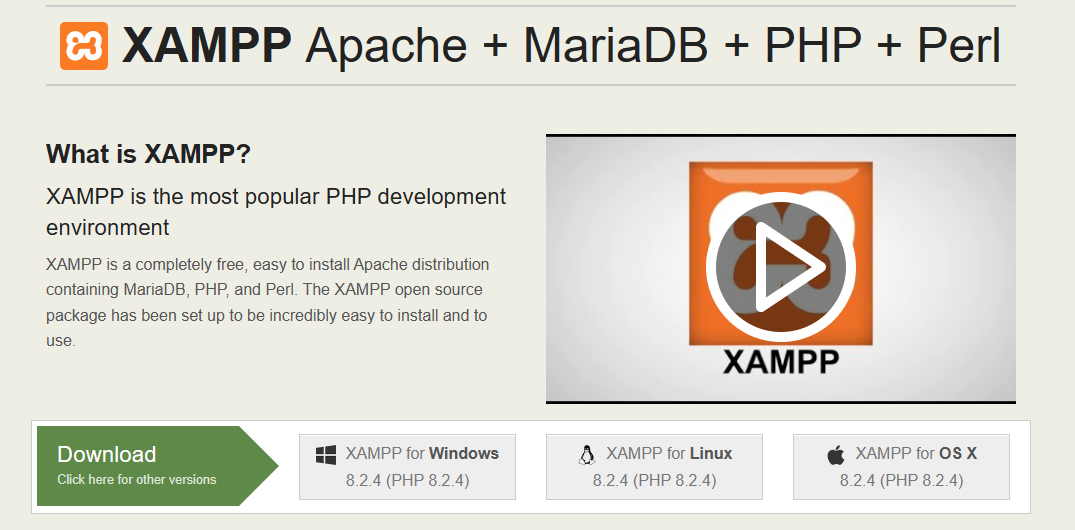 XAMPP Apache + MariaDB + PHP + Perl
What is XAMPP?
XAMPP is the most popular PHP development
environment
XAMPP is a completely free, easy to install Apache distribution
containing MariaDB, PHP, and Perl. The XAMPP open source
package has been set up to be incredibly easy to install and to
use.
XAMPP
Download
Click here for other versions
XAMPP for Windows
8.2.4 (PHP 8.2.4)
XAMPP for Linux
8.2.4 (PHP 8.2.4)
XAMPP for OS X
8.2.4 (PHP 8.2.4)